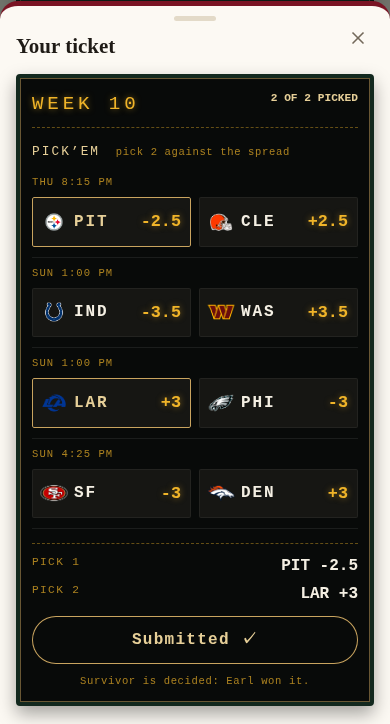 Your ticket
WEEK 10
2 OF 2 PICKED
PICK’EM pick 2 against the spread
THU 8:15 PM
PIT -2.5 CLE +2.5
SUN 1:00 PM
IND -3.5 WAS +3.5
SUN 1:00 PM
LAR +3 PHI -3
SUN 4:25 PM
SF -3 DEN +3
PICK 1 PIT -2.5
PICK 2 LAR +3
Submitted ✓
Survivor is decided: Earl won it.